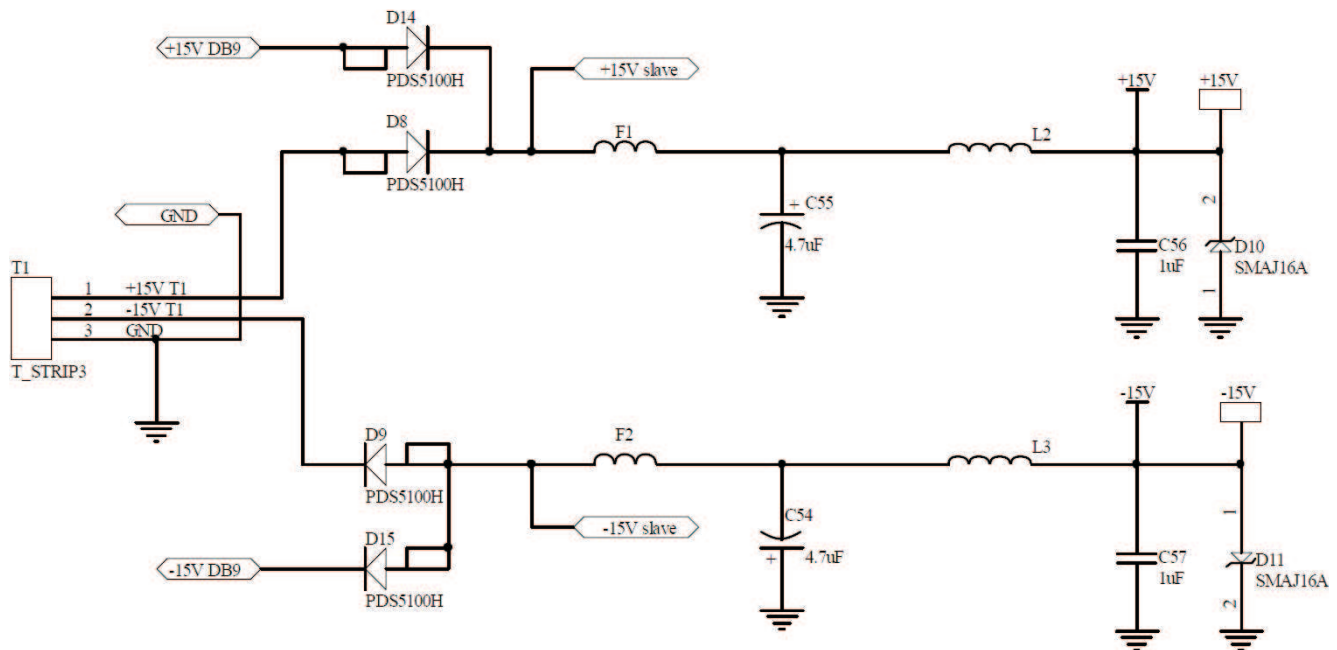 D14
+15V DB9
PDS5100H
+15V slave
+15V
+15V
D8
F1
L2
PDS5100H
GND
+ C55
4.7uF
2
C56
1uF
D10
SMAJ16A
1
T1
1 +15V T1
2 -15V T1
3 GND
T_STRIP3
-15V
-15V
D9
F2
L3
PDS5100H
-15V slave
C54
D15
4.7uF
+
1
-15V DB9
PDS5100H
C57
1uF
D11
SMAJ16A
2